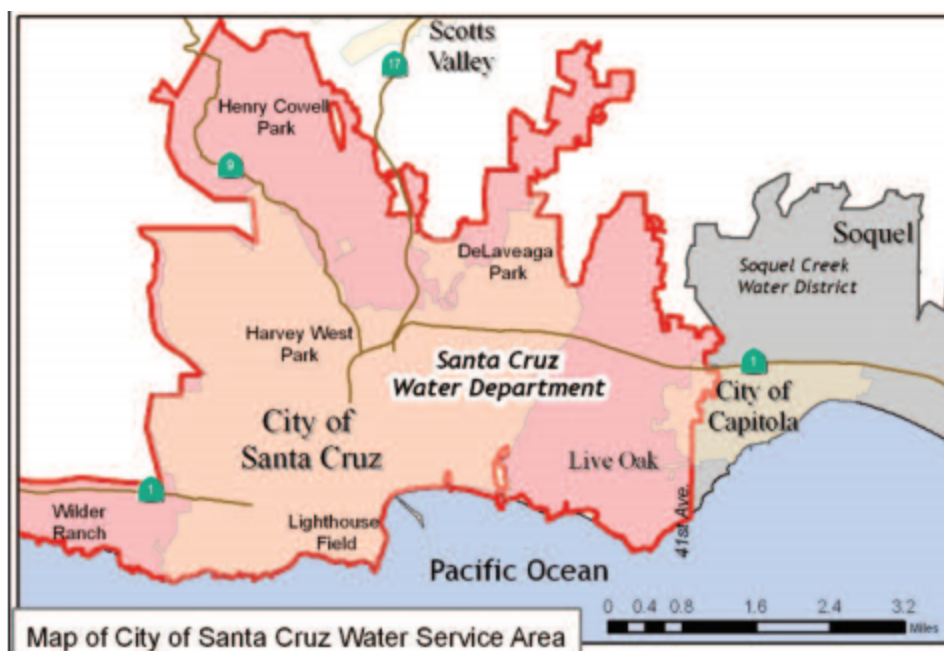 Scotts
Valley
17
Henry Cowell
Park
9
Soquel
DeLaveaga
Park
Soquel Creek
Water District
Harvey West
Park
Santa Cruz
Water Department
1
City of
Capitola
City of
Santa Cruz
Live Oak
1
Wilder
Ranch
Lighthouse
Field
41st Ave.
Pacific Ocean
0 0.4 0.8 1.6 2.4 3.2
Miles
Map of City of Santa Cruz Water Service Area